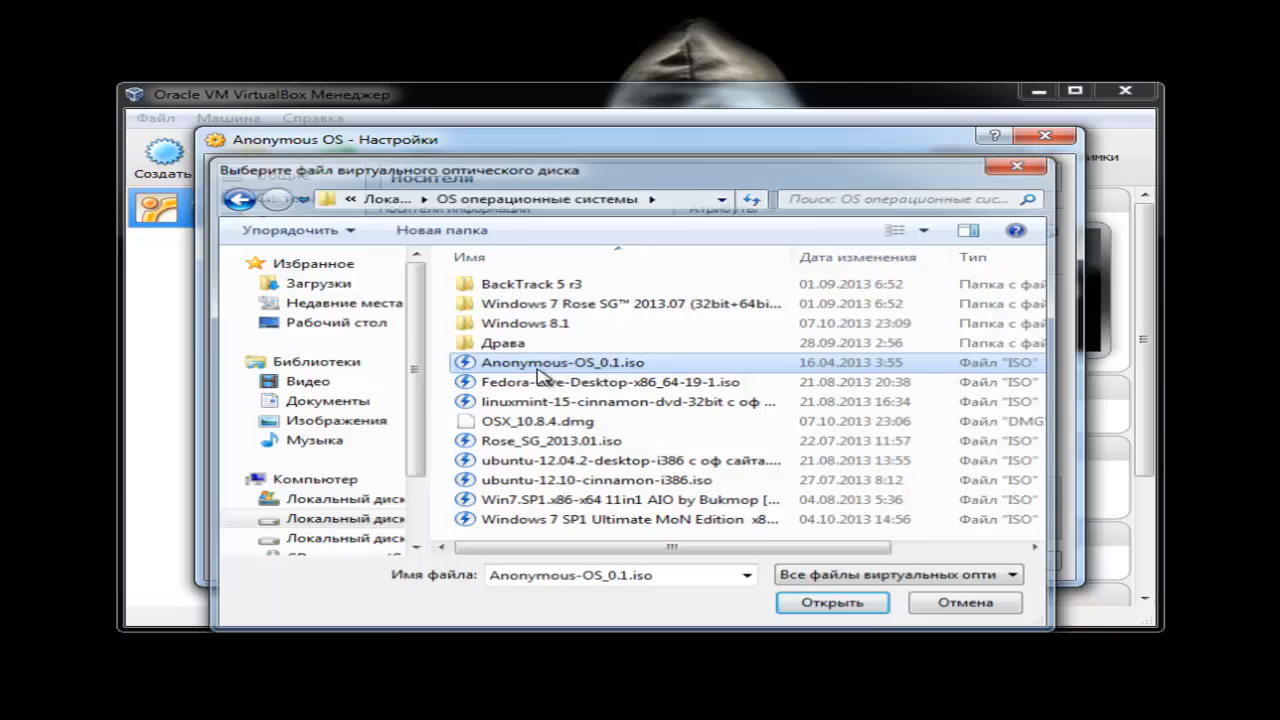 Oracle VM VirtualBox Менеджер
Файл Машина Справка
Создать
Anonymous OS - Настройки
Выберите файл виртуального оптического диска
Носители
« Лока... ▸ OS операционные системы ▸
Поиск: OS операционные сис...
Упорядочить
Новая папка
Избранное
Загрузки
Недавние места
Рабочий стол
Библиотеки
Видео
Документы
Изображения
Музыка
Компьютер
Локальный диск
Локальный диск
Локальный диск
Имя Дата изменения Тип
BackTrack 5 r3 01.09.2013 6:52 Папка с фай
Windows 7 Rose SG™ 2013.07 (32bit+64bi... 01.09.2013 6:52 Папка с фай
Windows 8.1 07.10.2013 23:09 Папка с фай
Драва 28.09.2013 2:56 Папка с фай
Anonymous-OS_0.1.iso 16.04.2013 3:55 Файл "ISO"
Fedora-Live-Desktop-x86_64-19-1.iso 21.08.2013 20:38 Файл "ISO"
linuxmint-15-cinnamon-dvd-32bit с оф ... 21.08.2013 16:34 Файл "ISO"
OSX_10.8.4.dmg 07.10.2013 23:06 Файл "DMG"
Rose_SG_2013.01.iso 22.07.2013 11:57 Файл "ISO"
ubuntu-12.04.2-desktop-i386 с оф сайта.... 21.08.2013 13:55 Файл "ISO"
ubuntu-12.10-cinnamon-i386.iso 27.07.2013 8:12 Файл "ISO"
Win7.SP1.x86-x64 11in1 AIO by Bukmop [... 04.08.2013 5:36 Файл "ISO"
Windows 7 SP1 Ultimate MoN Edition x8... 04.10.2013 14:56 Файл "ISO"
Имя файла: Anonymous-OS_0.1.iso
Все файлы виртуальных опти
Открыть
Отмена